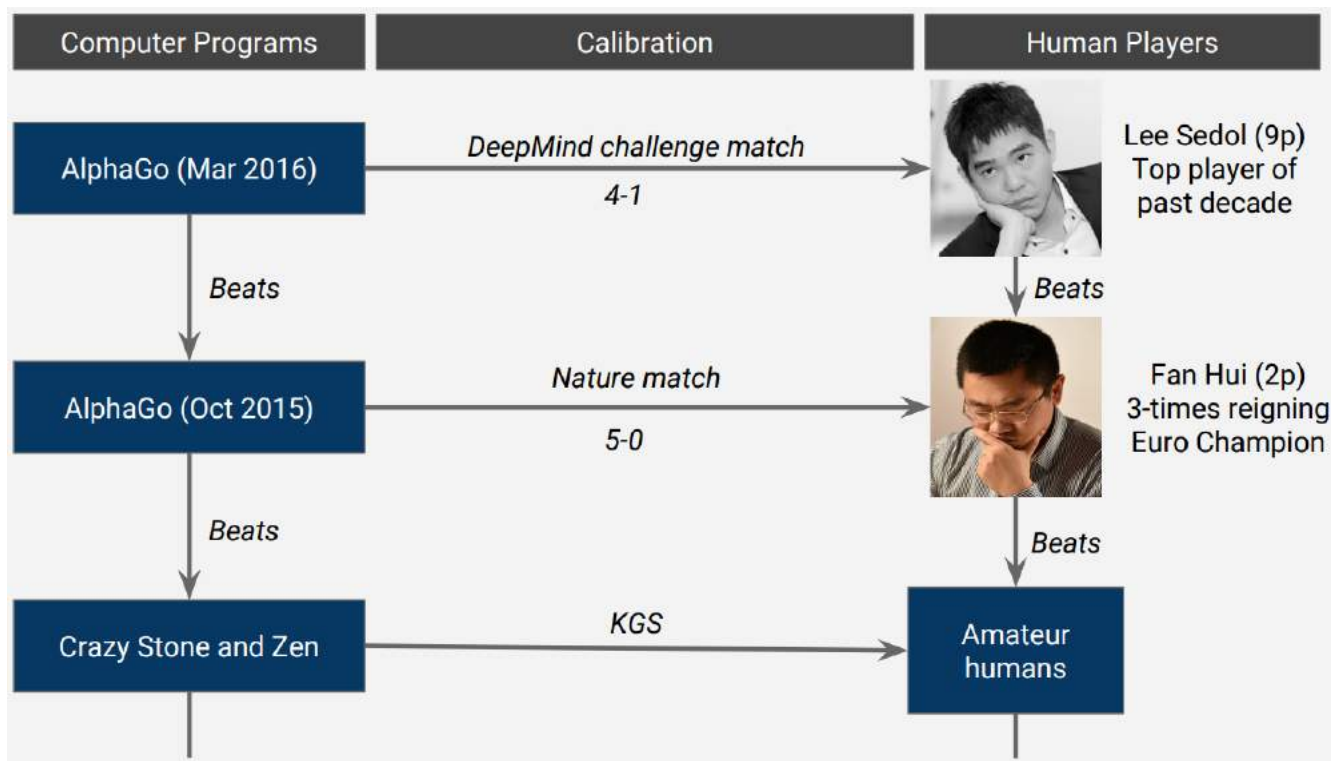 Computer Programs
Calibration
Human Players
AlphaGo (Mar 2016)
DeepMind challenge match
4-1
Lee Sedol (9p)
Top player of
past decade
Beats
Beats
AlphaGo (Oct 2015)
Nature match
5-0
Fan Hui (2p)
3-times reigning
Euro Champion
Beats
Beats
Crazy Stone and Zen
KGS
Amateur
humans